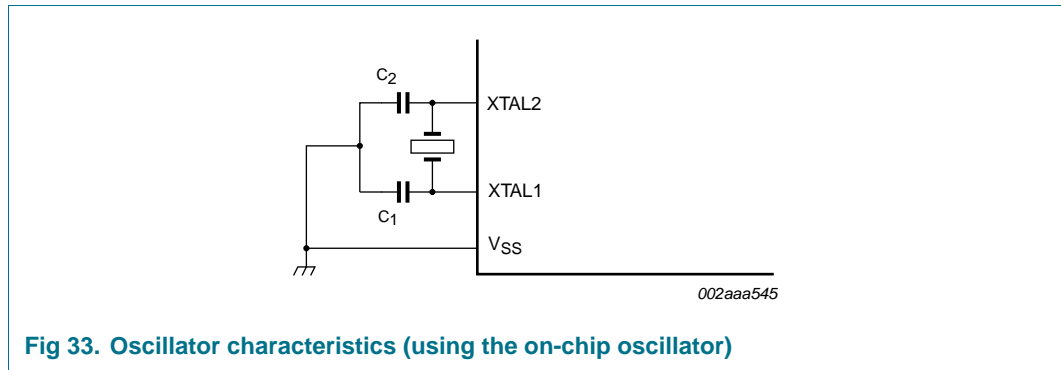 C2
XTAL2
XTAL1
C1
VSS
002aaa545
Fig 33. Oscillator characteristics (using the on-chip oscillator)